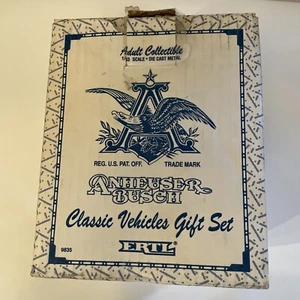 Adult Collectible
1/43 SCALE • DIE CAST METAL
REG. U.S. PAT. OFF. TRADE MARK
ANHEUSER
BUSCH
Classic Vehicles Gift Set
9835
ERTL